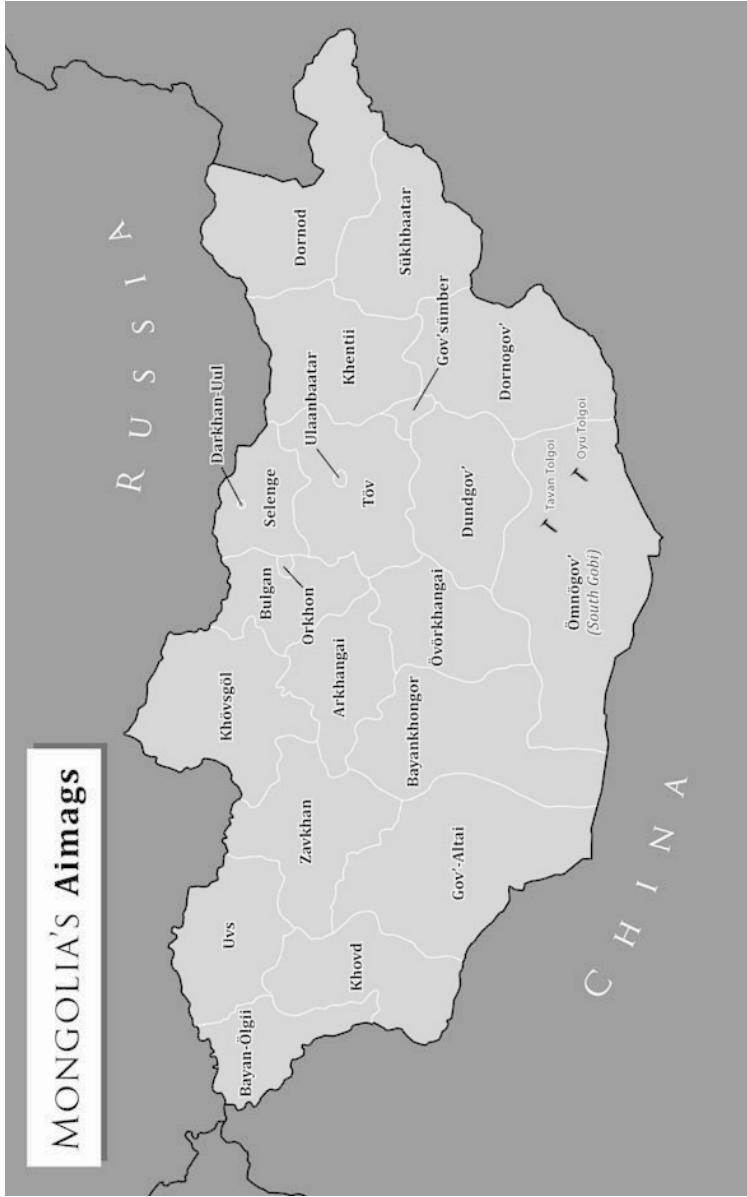 MONGOLIA'S Aimags
RUSSIA
Darkhan-Uul
Ulaanbaatar
Khövsgöl
Bulgan
Selenge
Uvs
Bayan-Ölgii
Orkhon
Khentii
Dornod
Zavkhan
Arkhangai
Töv
Khovd
Sükhbaatar
Gov'sümber
Bayankhongor
Övörkhangai
Dundgov'
Gov'-Altai
Dornogov'
Tavan Tolgoi
Oyu Tolgoi
Ömnögov'
(South Gobi)
CHINA